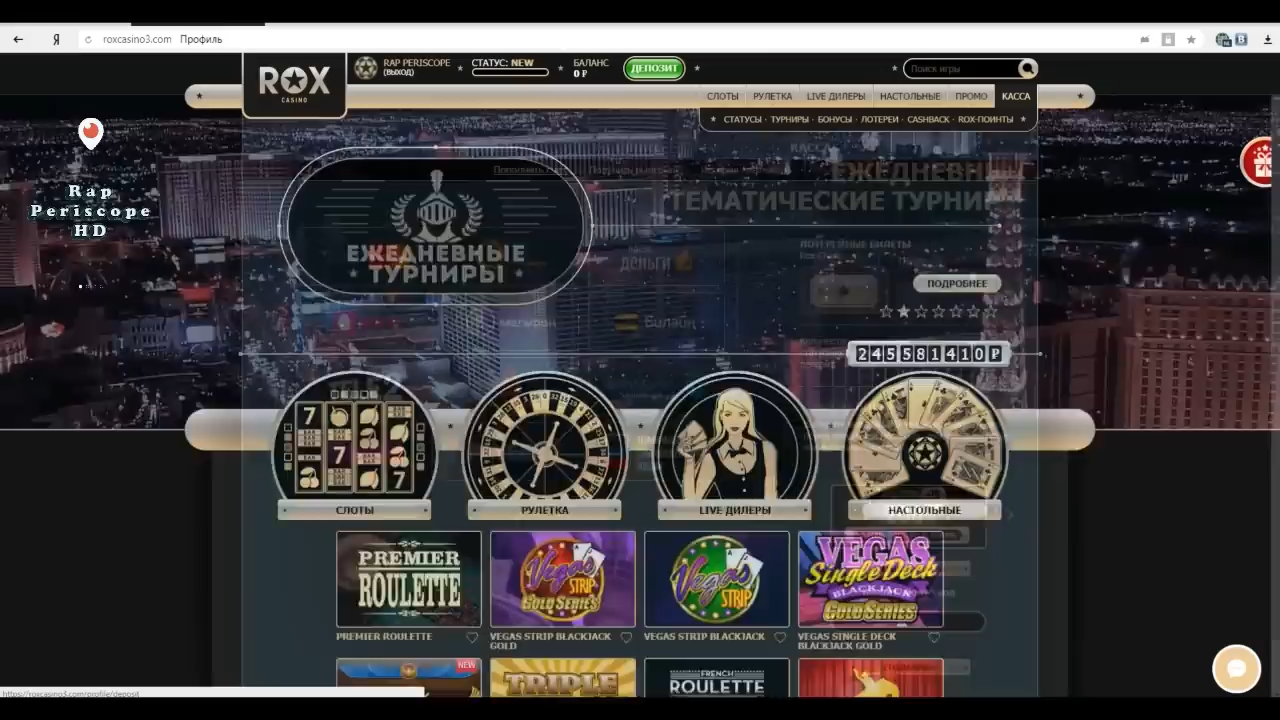 Я
roxcasino3.com Профиль
ROX
CASINO
RAP PERISCOPE
(ВЫХОД)
СТАТУС: NEW
БАЛАНС
0 ₽
ДЕПОЗИТ
Поиск игры
СЛОТЫ РУЛЕТКА LIVE ДИЛЕРЫ НАСТОЛЬНЫЕ ПРОМО КАССА
СТАТУСЫ · ТУРНИРЫ · БОНУСЫ · ЛОТЕРЕИ · CASHBACK · ROX-ПОИНТЫ
Rap
Periscope
HD
ЕЖЕДНЕВНЫЕ
ТУРНИРЫ
ЕЖЕДНЕВНЫ
ТЕМАТИЧЕСКИЕ ТУРНИ
ЛОТЕРЕЙНЫЕ БИЛЕТЫ
ДЕНЬГИ
ПОДРОБНЕЕ
Билайн
245581410₽
СЛОТЫ
РУЛЕТКА
LIVE ДИЛЕРЫ
НАСТОЛЬНЫЕ
PREMIER
ROULETTE
Vegas
STRIP
GOLD SERIES
Vegas
STRIP
VEGAS
Single Deck
BLACKJACK
GOLD SERIES
PREMIER ROULETTE
VEGAS STRIP BLACKJACK
GOLD
VEGAS STRIP BLACKJACK
VEGAS SINGLE DECK
BLACKJACK GOLD
NEW
TRIPLE
FRENCH
ROULETTE
https://roxcasino3.com/profile/deposit